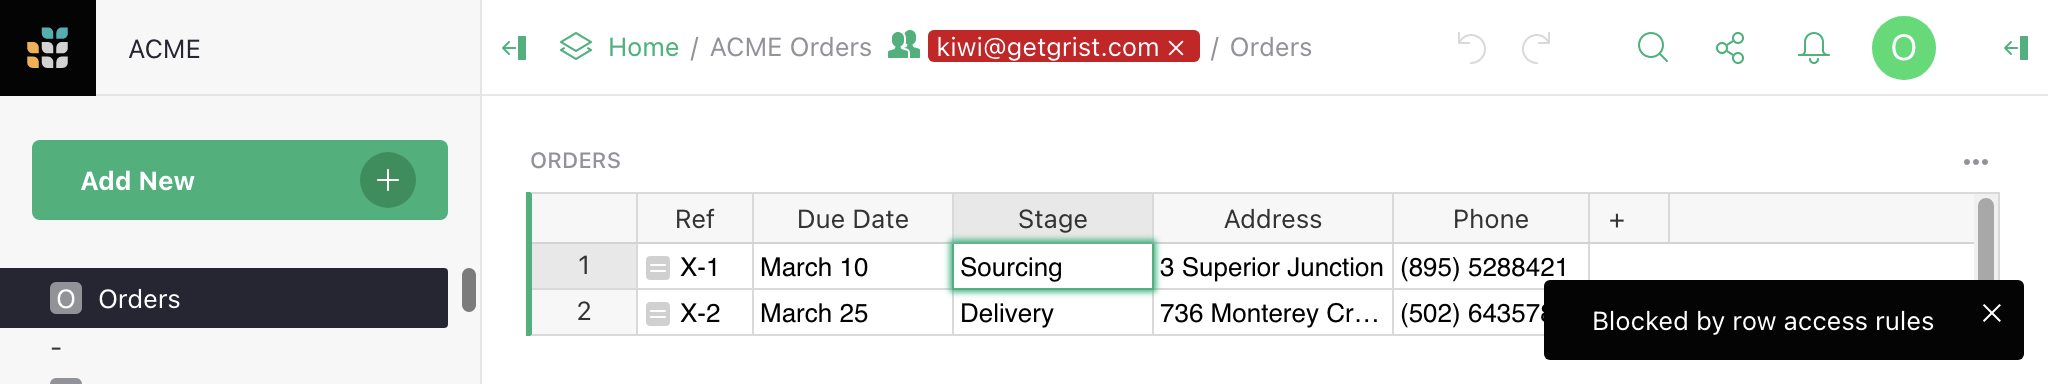 ACME
Home / ACME Orders kiwi@getgrist.com × / Orders
O
Add New +
O Orders
-
ORDERS
Ref Due Date Stage Address Phone +
1 X-1 March 10 Sourcing 3 Superior Junction (895) 5288421
2 X-2 March 25 Delivery 736 Monterey Cr… (502) 64357
Blocked by row access rules ×